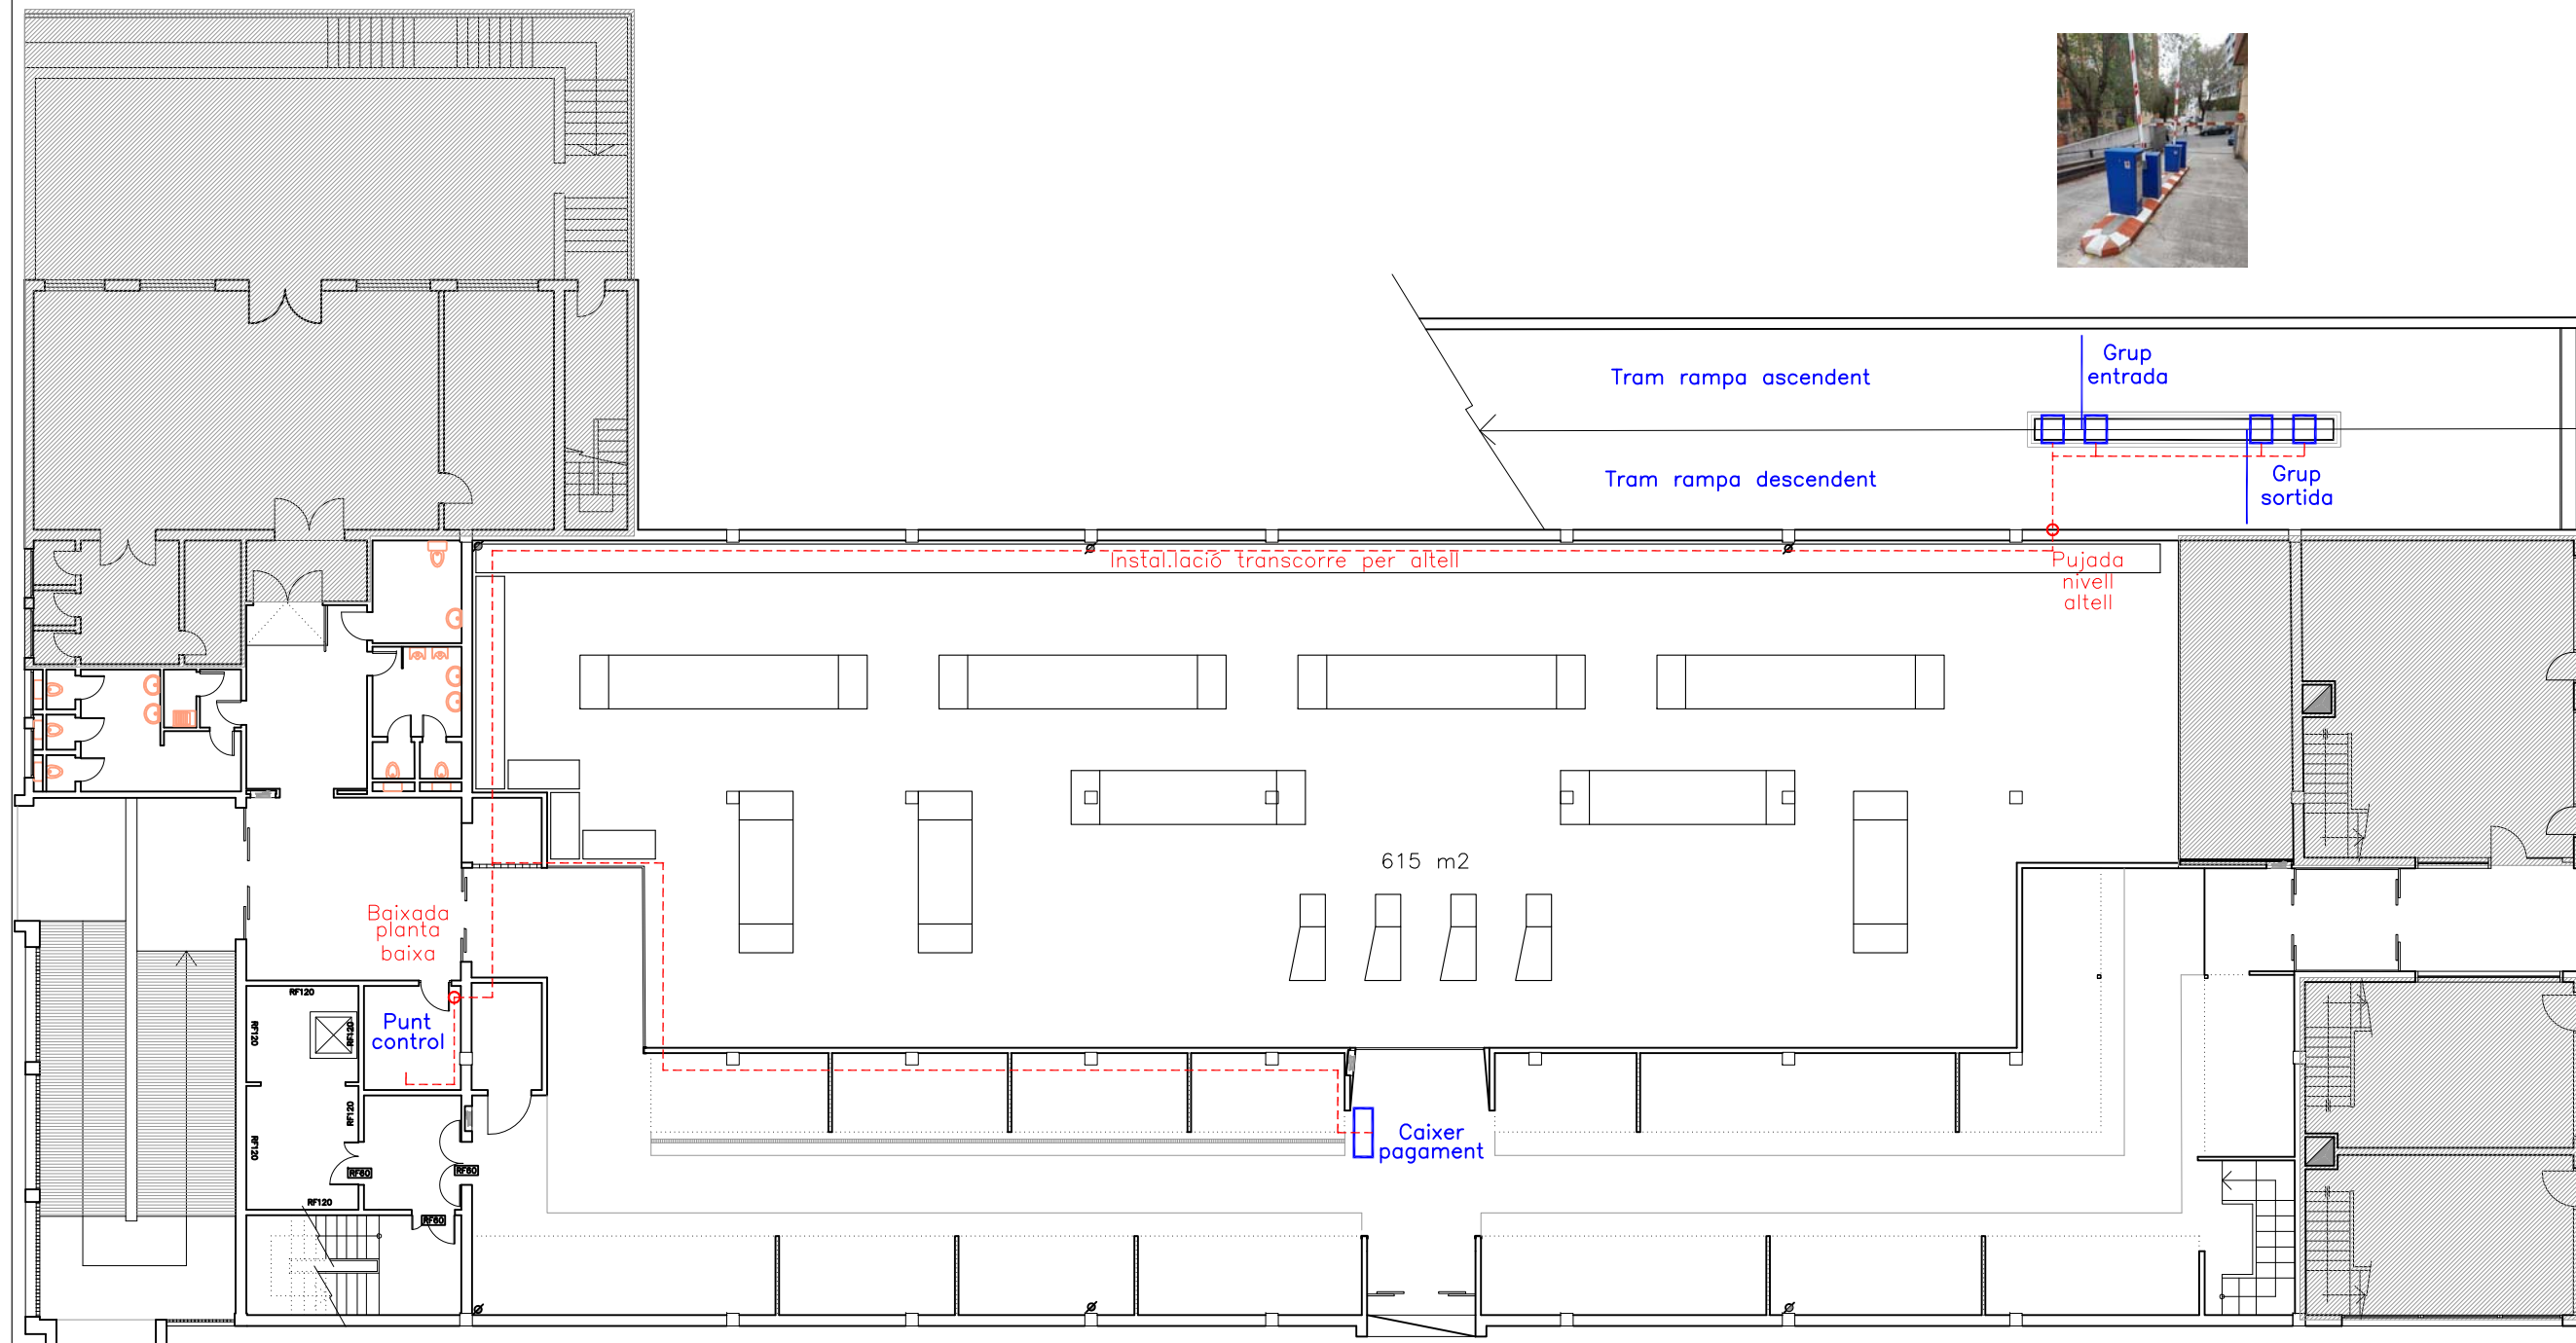 Grup
entrada
Tram rampa ascendent
Tram rampa descendent
Grup
sortida
Instal.lació transcorre per altell
Pujada
nivell
altell
615 m2
Baixada
planta
baixa
RF120
Punt
control
RF120
RF120
RF120
RF120
Caixer
pagament
RF60
RF60
RF120
RF60